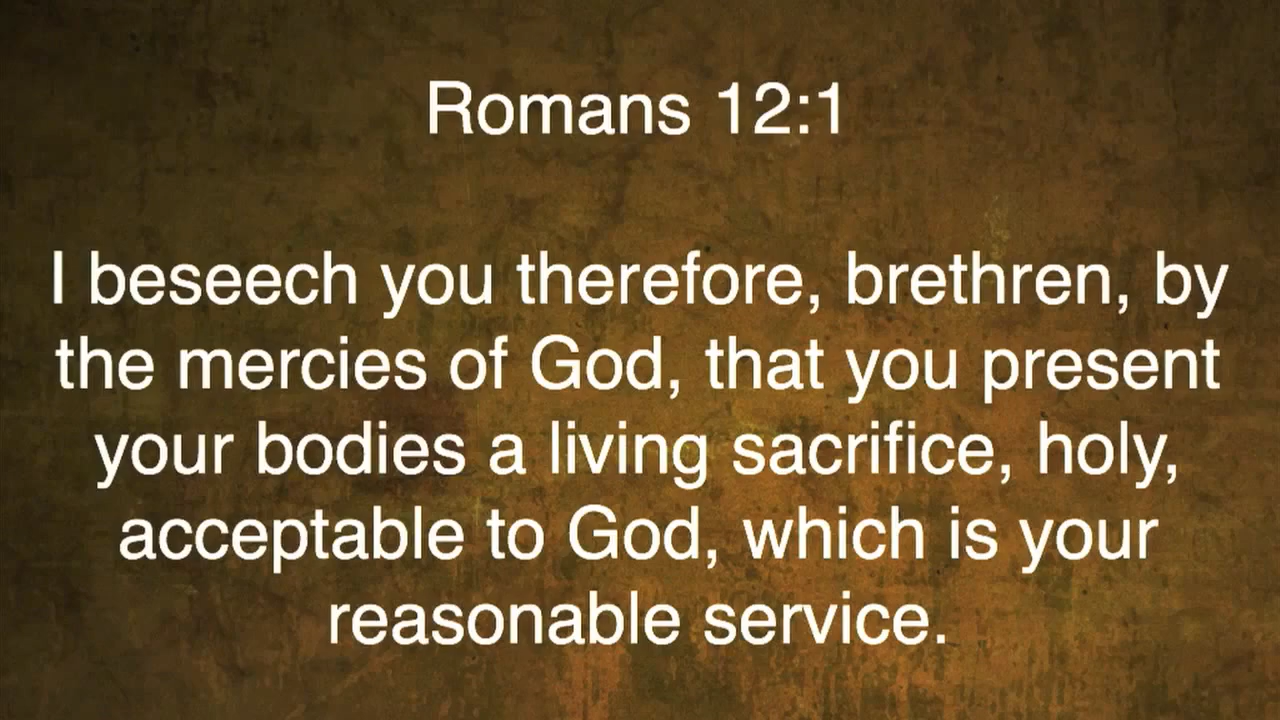 Romans 12:1
I beseech you therefore, brethren, by
the mercies of God, that you present
your bodies a living sacrifice, holy,
acceptable to God, which is your
reasonable service.